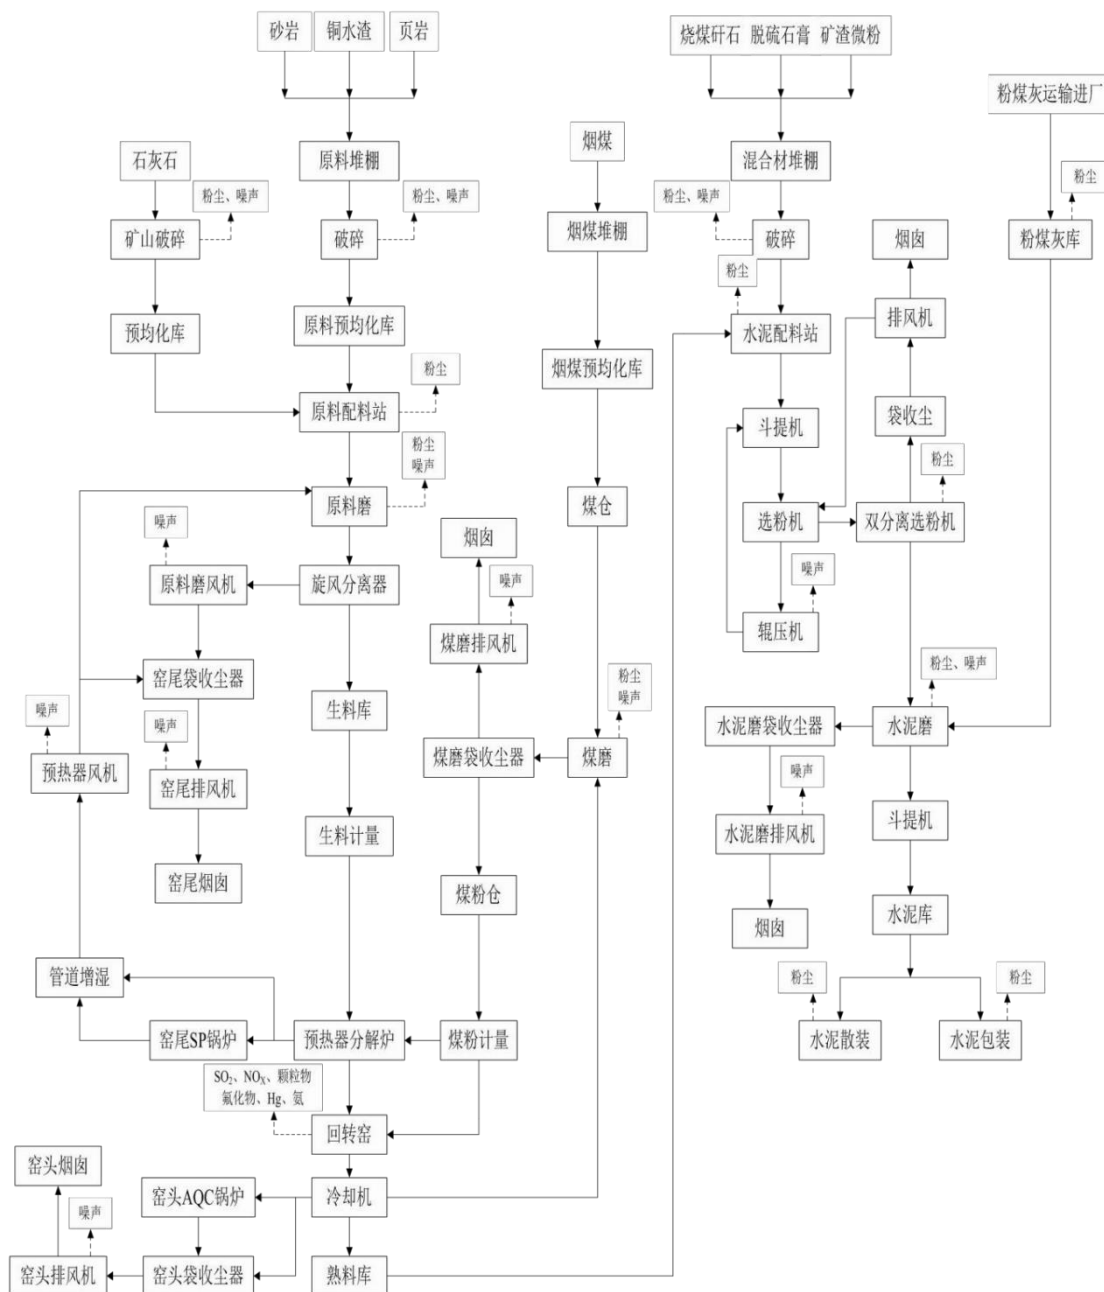 砂岩 铜水渣 页岩
烧煤矸石 脱硫石膏 矿渣微粉
粉煤灰运输进厂
石灰石
原料堆棚
烟煤
混合材堆棚
粉尘
粉尘、噪声
粉尘、噪声
粉尘、噪声
矿山破碎
破碎
烟煤堆棚
破碎
烟囱
粉煤灰库
粉尘
预均化库
原料预均化库
水泥配料站
排风机
烟煤预均化库
粉尘
原料配料站
斗提机
袋收尘
粉尘
噪声
粉尘
原料磨
煤仓
选粉机
双分离选粉机
噪声
烟囱
原料磨风机
旋风分离器
噪声
噪声
煤磨排风机
辊压机
窑尾袋收尘器
粉尘
噪声
粉尘、噪声
噪声
噪声
生料库
水泥磨袋收尘器
水泥磨
预热器风机
煤磨袋收尘器
煤磨
噪声
窑尾排风机
生料计量
水泥磨排风机
斗提机
窑尾烟囱
煤粉仓
烟囱
水泥库
管道增湿
粉尘
粉尘
窑尾SP锅炉
预热器分解炉
煤粉计量
水泥散装
水泥包装
SO₂、NOₓ、颗粒物
氟化物、Hg、氨
回转窑
窑头烟囱
窑头AQC锅炉
冷却机
噪声
窑头排风机
窑头袋收尘器
熟料库